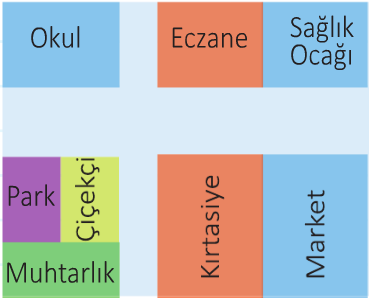 Okul
Eczane
Sağlık
Ocağı
Park
Çiçekçi
Muhtarlık
Kırtasiye
Market